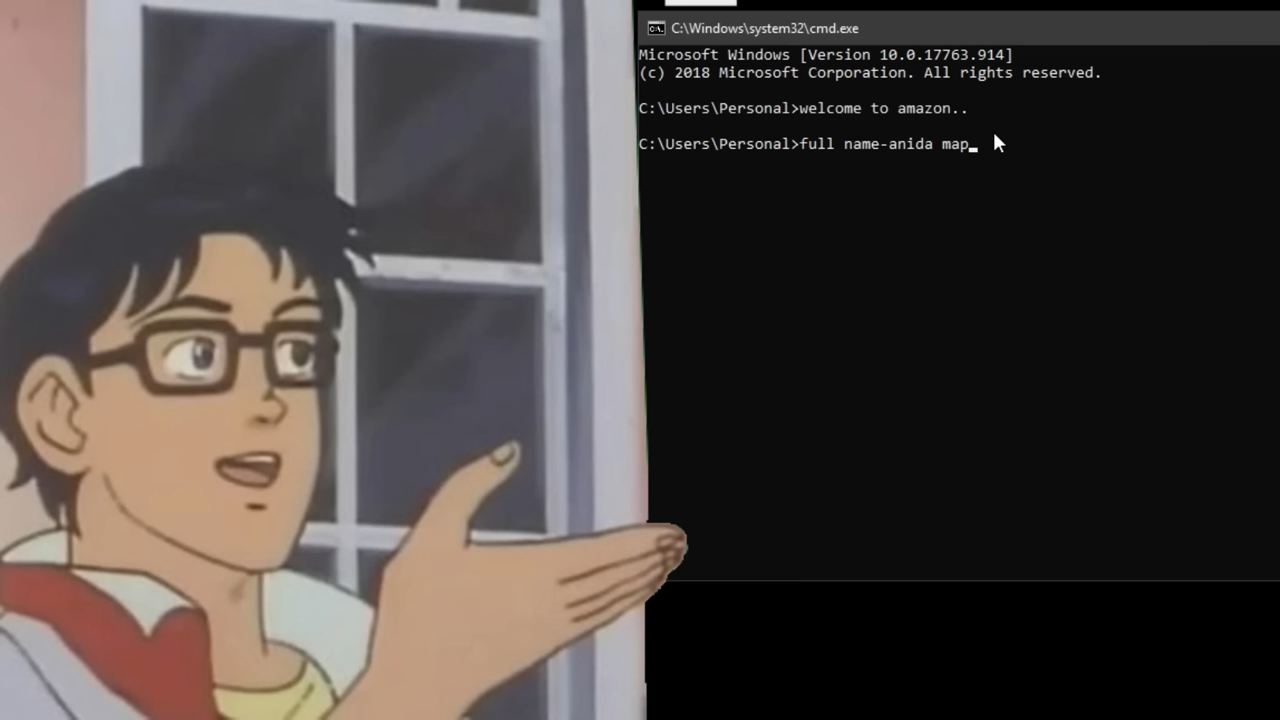 C:\Windows\system32\cmd.exe
Microsoft Windows [Version 10.0.17763.914]
(c) 2018 Microsoft Corporation. All rights reserved.
C:\Users\Personal>welcome to amazon..
C:\Users\Personal>full name-anida map